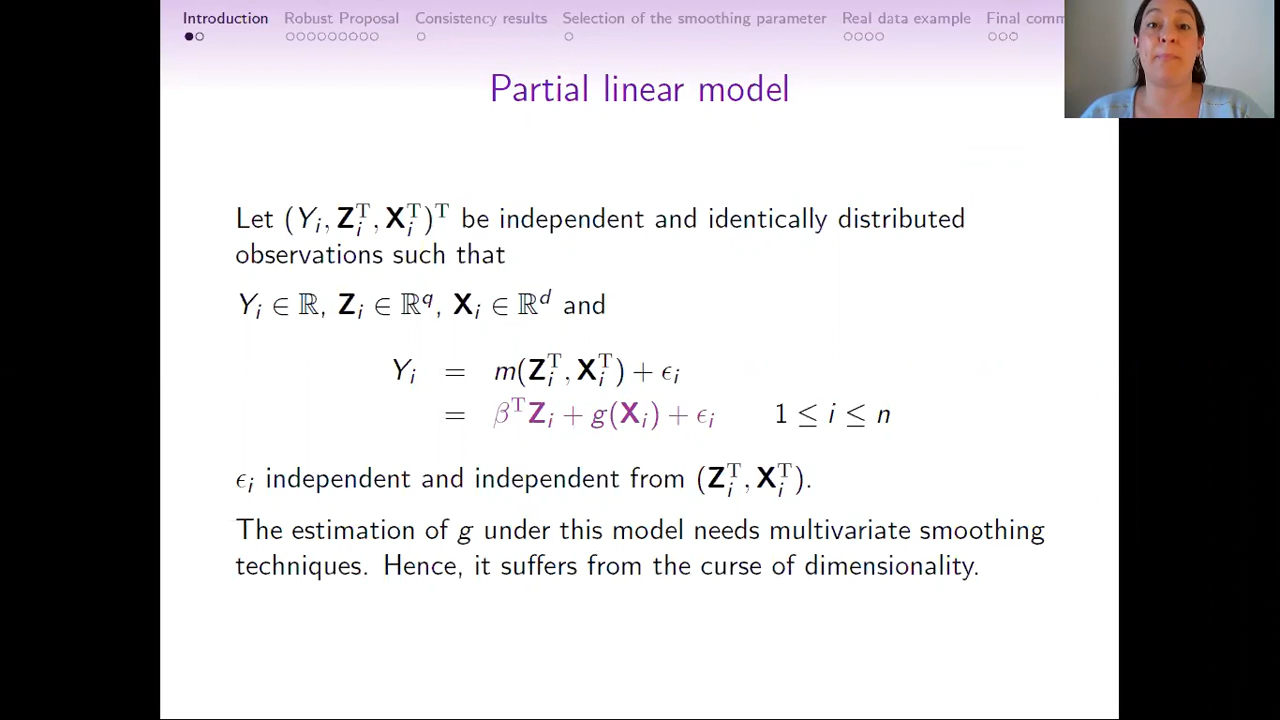 Introduction Robust Proposal Consistency results Selection of the smoothing parameter Real data example Final comm
Partial linear model
Let (Yᵢ, Zᵢᵀ, Xᵢᵀ)ᵀ be independent and identically distributed
observations such that
Yᵢ ∈ ℝ, Zᵢ ∈ ℝ^q, Xᵢ ∈ ℝ^d and
Yᵢ = m(Zᵢᵀ, Xᵢᵀ) + ϵᵢ
= βᵀZᵢ + g(Xᵢ) + ϵᵢ 1 ≤ i ≤ n
ϵᵢ independent and independent from (Zᵢᵀ, Xᵢᵀ).
The estimation of g under this model needs multivariate smoothing
techniques. Hence, it suffers from the curse of dimensionality.